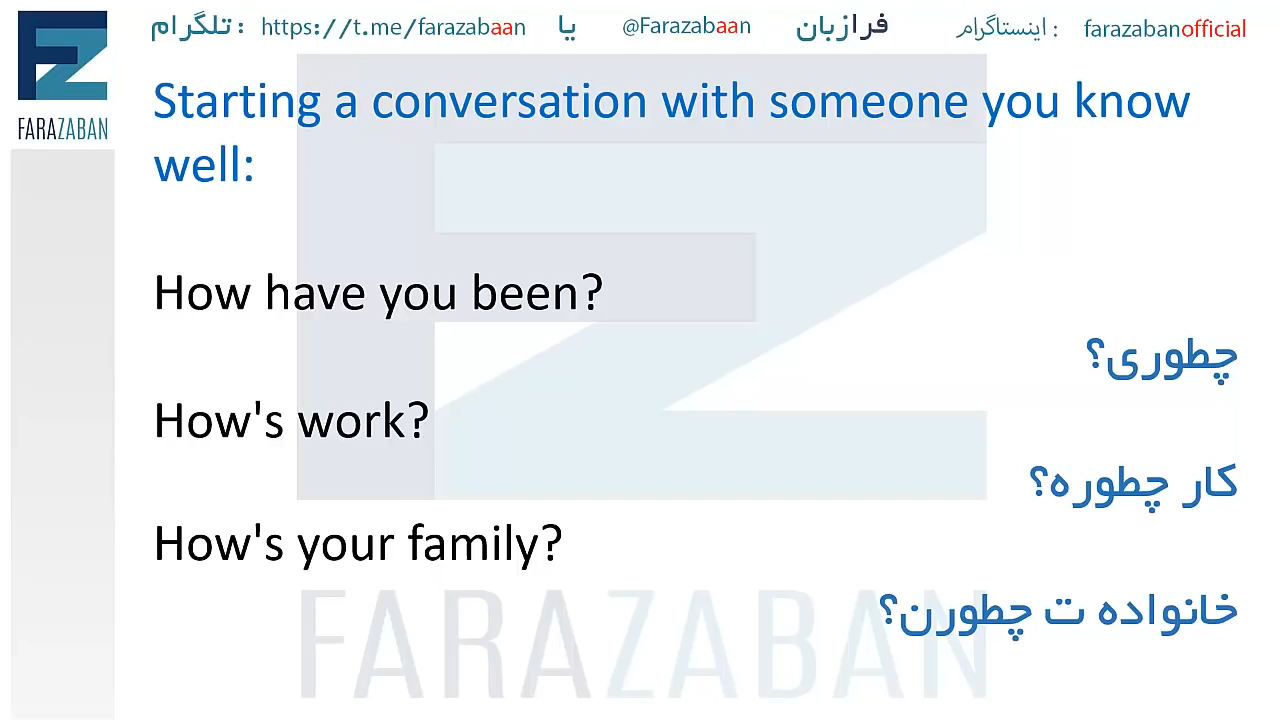 تلگرام : https://t.me/farazabaan یا @Farazabaan فرازبان اینستاگرام : farazabanofficial
FZ
FARAZABAN
Starting a conversation with someone you know
well:
How have you been?
چطوری؟
How's work?
کار چطوره؟
How's your family?
خانواده ت چطورن؟
FARAZABAN